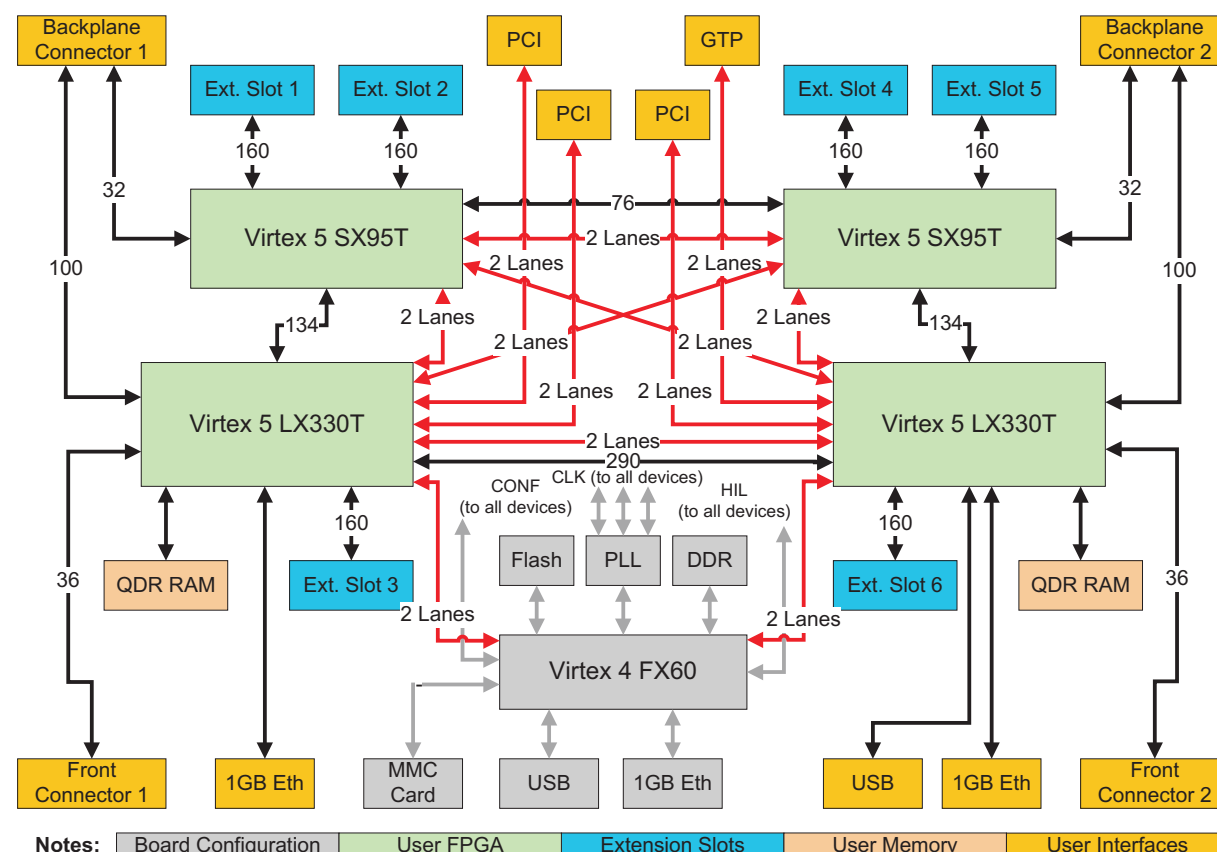 Backplane
Connector 1
PCI
GTP
Backplane
Connector 2
Ext. Slot 1
Ext. Slot 2
PCI
PCI
Ext. Slot 4
Ext. Slot 5
160
160
160
160
32
76
32
Virtex 5 SX95T
2 Lanes
Virtex 5 SX95T
100
2 Lanes
2 Lanes
100
134
2 Lanes
2 Lanes
134
2 Lanes
2 Lanes
2 Lanes
2 Lanes
Virtex 5 LX330T
Virtex 5 LX330T
2 Lanes
290
CONF
(to all devices)
CLK (to all devices)
HIL
(to all devices)
160
160
Flash
PLL
DDR
36
QDR RAM
Ext. Slot 3
Ext. Slot 6
QDR RAM
36
2 Lanes
2 Lanes
Virtex 4 FX60
Front
Connector 1
1GB Eth
MMC
Card
USB
1GB Eth
USB
1GB Eth
Front
Connector 2
Notes:
Board Configuration
User FPGA
Extension Slots
User Memory
User Interfaces